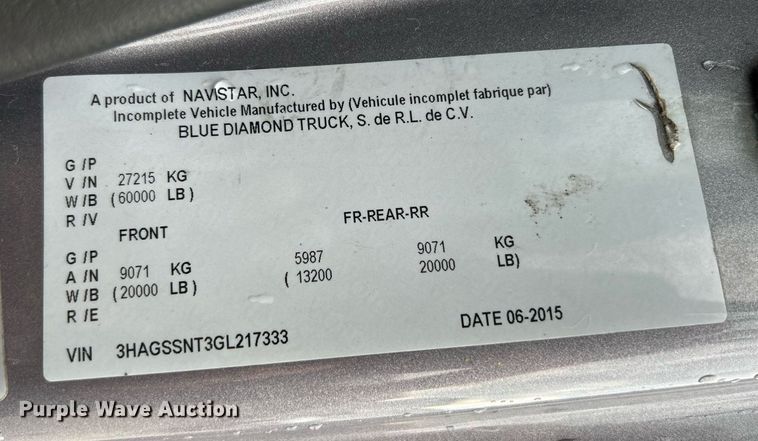 A product of NAVISTAR, INC.
Incomplete Vehicle Manufactured by (Vehicule incomplet fabrique par)
BLUE DIAMOND TRUCK, S. de R.L. de C.V.
G /P
V /N 27215 KG
W /B ( 60000 LB )
R /V
FRONT FR-REAR-RR
G /P 5987 9071 KG
A /N 9071 KG ( 13200 20000 LB)
W /B ( 20000 LB )
R /E
VIN 3HAGSSNT3GL217333 DATE 06-2015
Purple Wave Auction